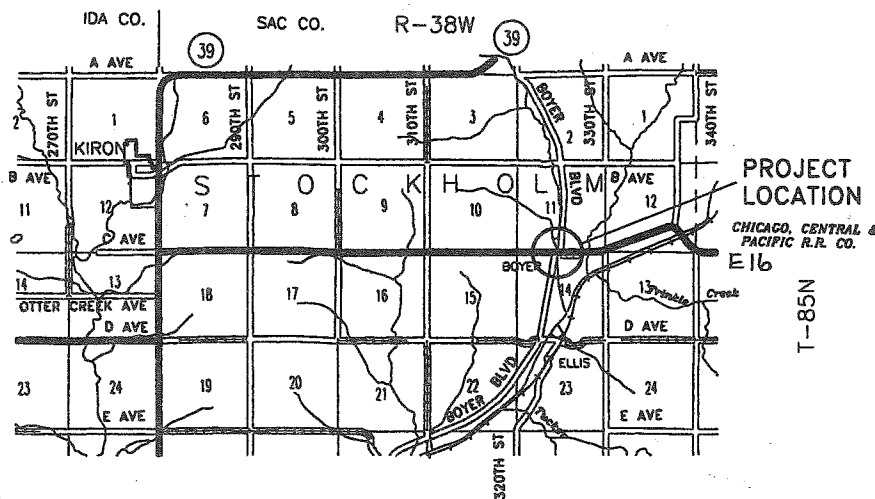 IDA CO.
SAC CO.
R-38W
39
39
A AVE
A AVE
270TH ST
290TH ST
300TH ST
310TH ST
BOYER
330TH ST
340TH ST
2
1
6
5
4
3
2
1
KIRON
B AVE
B AVE
BLVD
STOCKHOLM
PROJECT
LOCATION
11
12
7
8
9
10
11
12
CHICAGO, CENTRAL &
PACIFIC R.R. CO.
AVE
BOYER
E16
14
13
18
17
16
15
14
13
Trinkle Creek
T-85N
OTTER CREEK AVE
D AVE
D AVE
ELLIS
23
24
19
20
21
22
23
24
BOYER BLVD
E AVE
E AVE
320TH ST